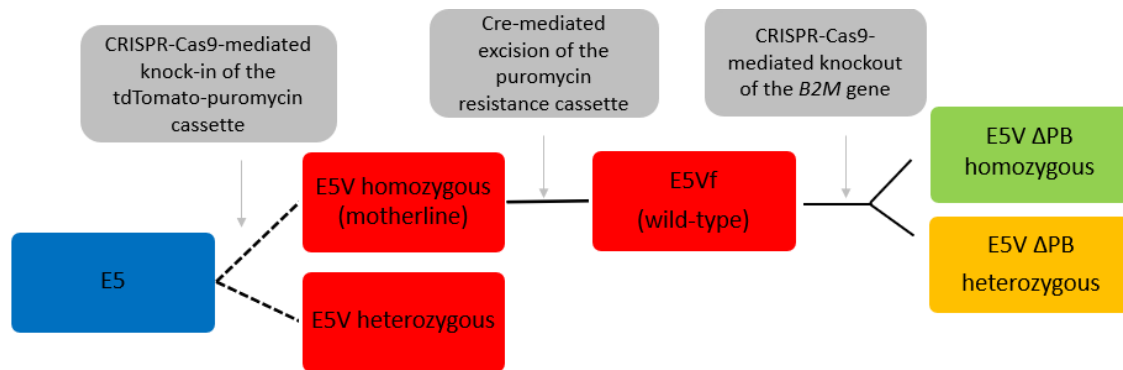 CRISPR-Cas9-mediated
knock-in of the
tdTomato-puromycin
cassette
Cre-mediated
excision of the
puromycin
resistance cassette
CRISPR-Cas9-
mediated knockout
of the B2M gene
E5
E5V homozygous
(motherline)
E5V heterozygous
E5Vf
(wild-type)
E5V ΔPB
homozygous
E5V ΔPB
heterozygous